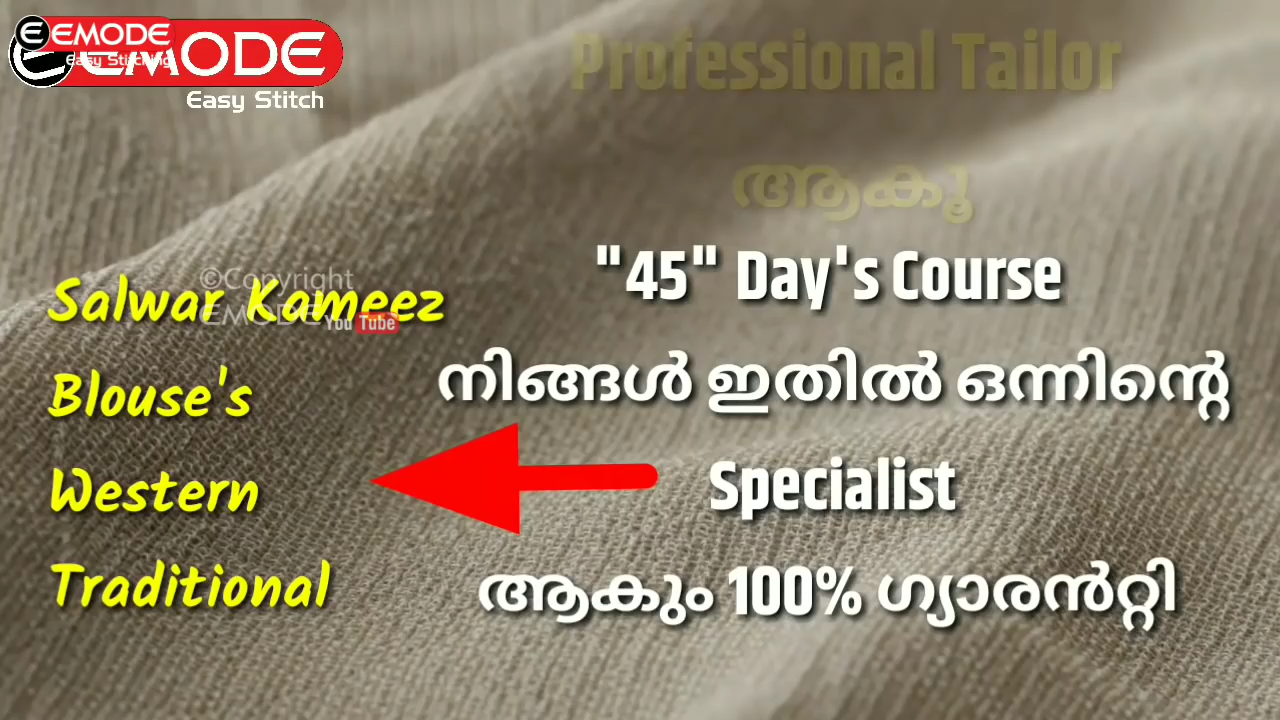 EMODE
Easy Stitching
EMODE
Easy Stitch
Professional Tailor
ആകൂ
©Copyright
EMODE YouTube
Salwar Kameez
Blouse's
Western
Traditional
"45" Day's Course
നിങ്ങൾ ഇതിൽ ഒന്നിന്റെ
Specialist
ആകും 100% ഗ്യാരൻറ്റി